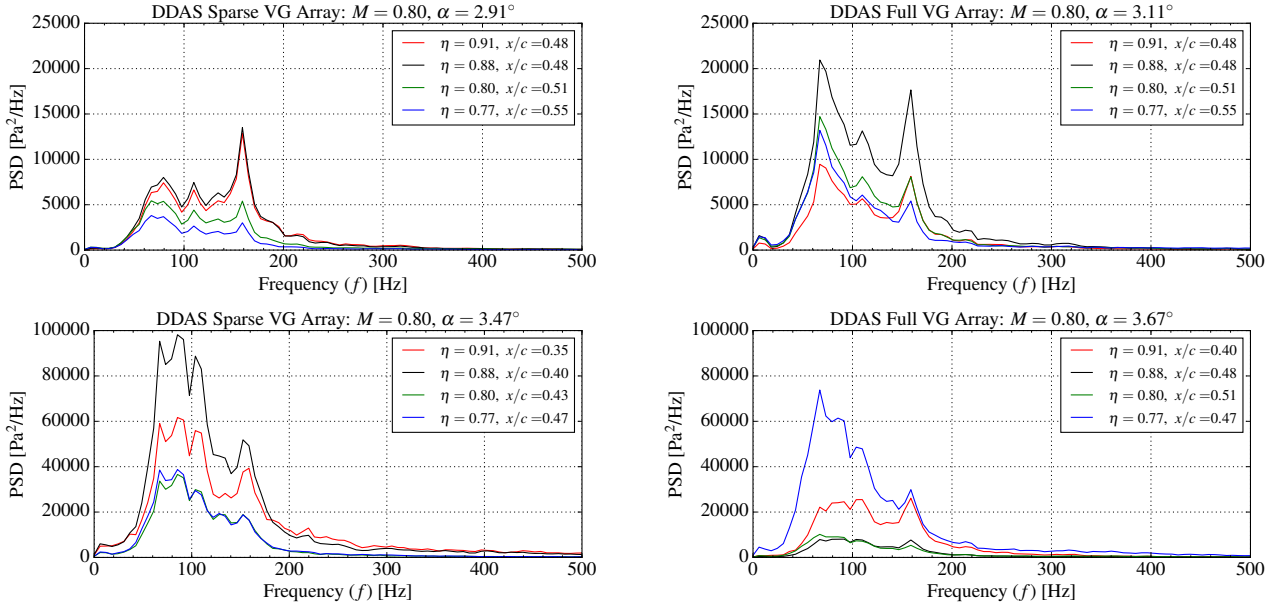 DDAS Sparse VG Array: M = 0.80, α = 2.91°
25000
20000
15000
10000
5000
0
PSD [Pa²/Hz]
η = 0.91, x/c=0.48
η = 0.88, x/c=0.48
η = 0.80, x/c=0.51
η = 0.77, x/c=0.55
0 100 200 300 400 500
Frequency (f) [Hz]
DDAS Full VG Array: M = 0.80, α = 3.11°
25000
20000
15000
10000
5000
0
PSD [Pa²/Hz]
η = 0.91, x/c=0.48
η = 0.88, x/c=0.48
η = 0.80, x/c=0.51
η = 0.77, x/c=0.55
0 100 200 300 400 500
Frequency (f) [Hz]
DDAS Sparse VG Array: M = 0.80, α = 3.47°
100000
80000
60000
40000
20000
0
PSD [Pa²/Hz]
η = 0.91, x/c=0.35
η = 0.88, x/c=0.40
η = 0.80, x/c=0.43
η = 0.77, x/c=0.47
0 100 200 300 400 500
Frequency (f) [Hz]
DDAS Full VG Array: M = 0.80, α = 3.67°
100000
80000
60000
40000
20000
0
PSD [Pa²/Hz]
η = 0.91, x/c=0.40
η = 0.88, x/c=0.48
η = 0.80, x/c=0.51
η = 0.77, x/c=0.47
0 100 200 300 400 500
Frequency (f) [Hz]